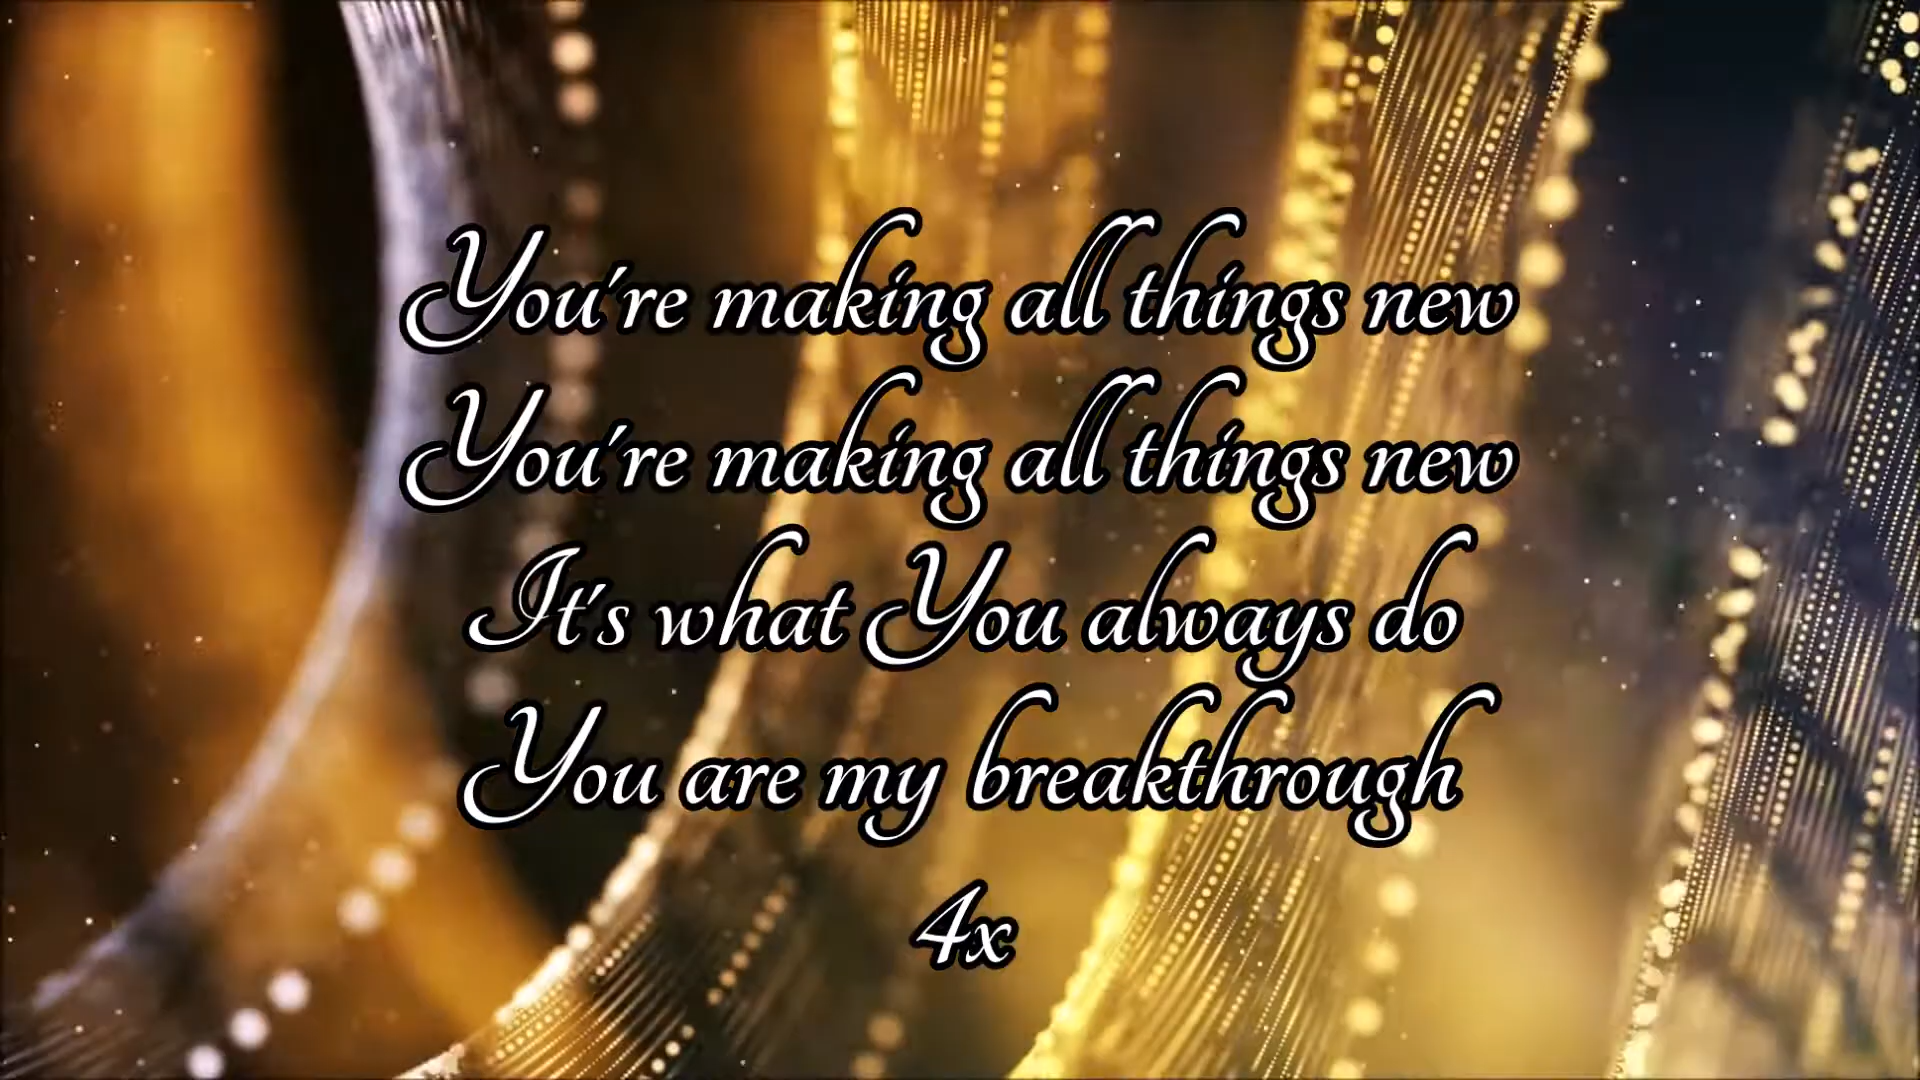 You're making all things new
You're making all things new
It's what You always do
You are my breakthrough
4x